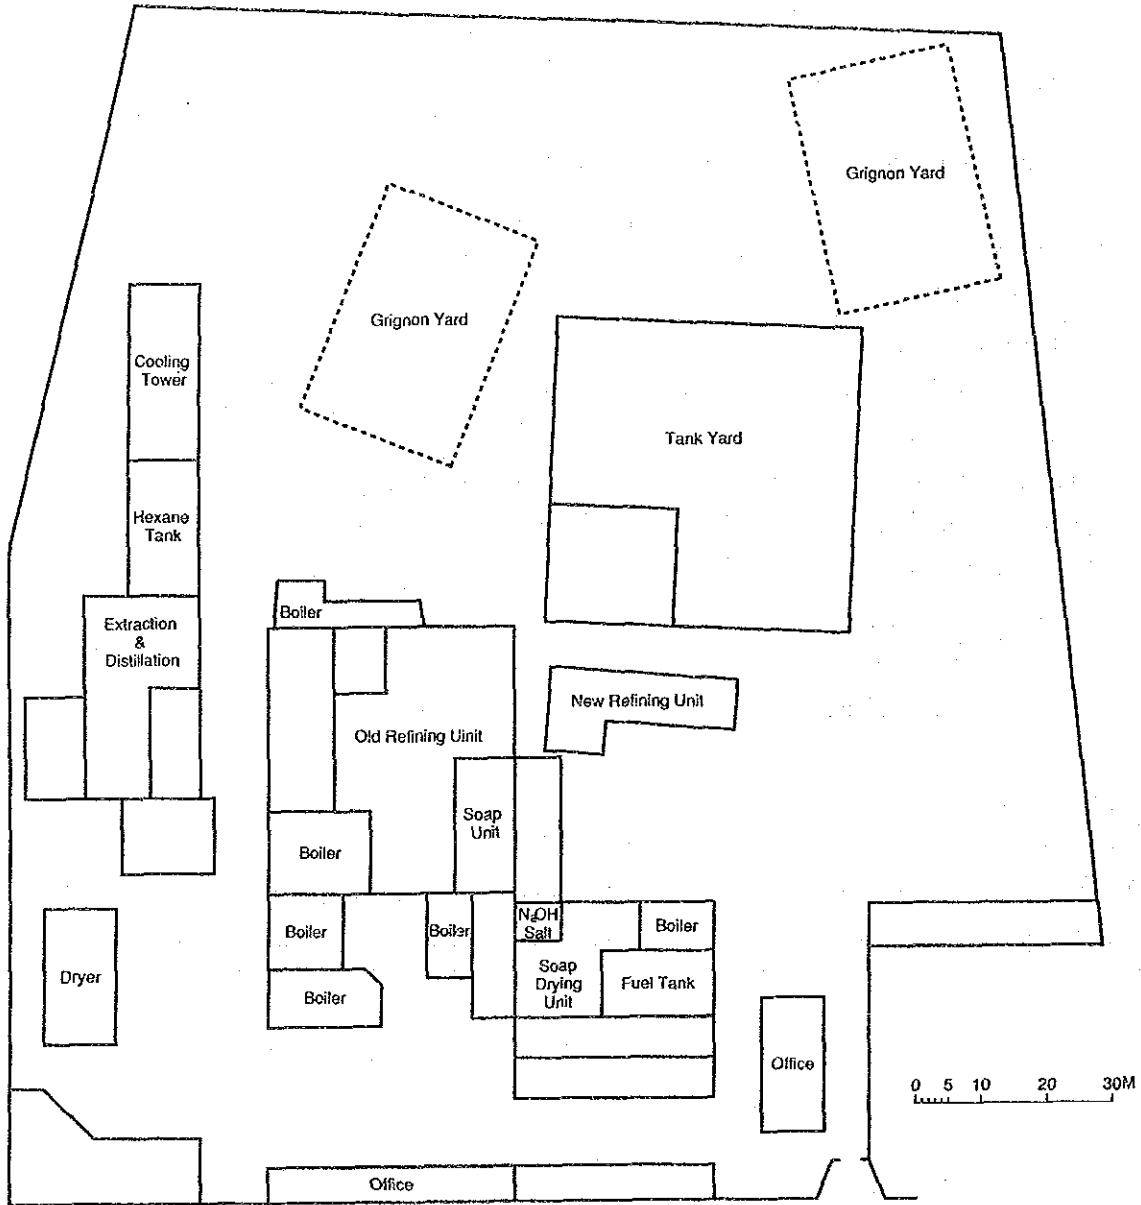 Grignon Yard
Grignon Yard
Cooling
Tower
Tank Yard
Hexane
Tank
Boiler
Extraction
&
Distillation
New Refining Unit
Old Refining Uinit
Soap
Unit
Boiler
NaOH
Salt
Boiler
Boiler
Boiler
Dryer
Soap
Drying
Unit
Fuel Tank
Boiler
Office
0 5 10 20 30M
Office